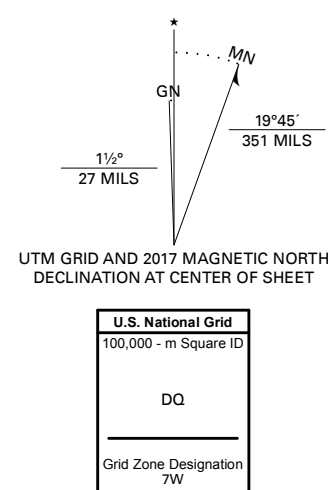 ★
MN
GN
19°45´
351 MILS
1½°
27 MILS
UTM GRID AND 2017 MAGNETIC NORTH
DECLINATION AT CENTER OF SHEET
U.S. National Grid
100,000 - m Square ID
DQ
Grid Zone Designation
7W